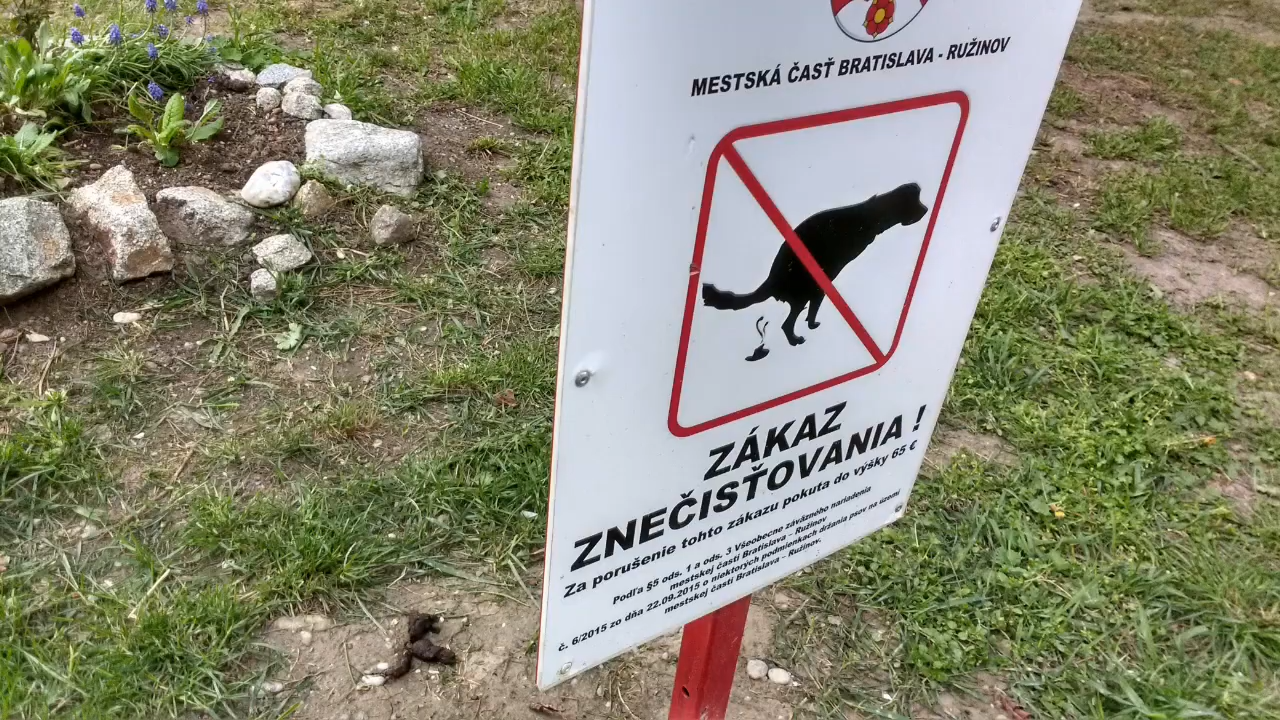 MESTSKÁ ČASŤ BRATISLAVA - RUŽINOV
ZÁKAZ
ZNEČISŤOVANIA !
Za porušenie tohto zákazu pokuta do výšky 65 €
Podľa §5 ods. 1 a ods. 3 Všeobecne záväzného nariadenia
mestskej časti Bratislava – Ružinov
č. 6/2015 zo dňa 22.09.2015 o niektorých podmienkach držania psov na území
mestskej časti Bratislava – Ružinov.